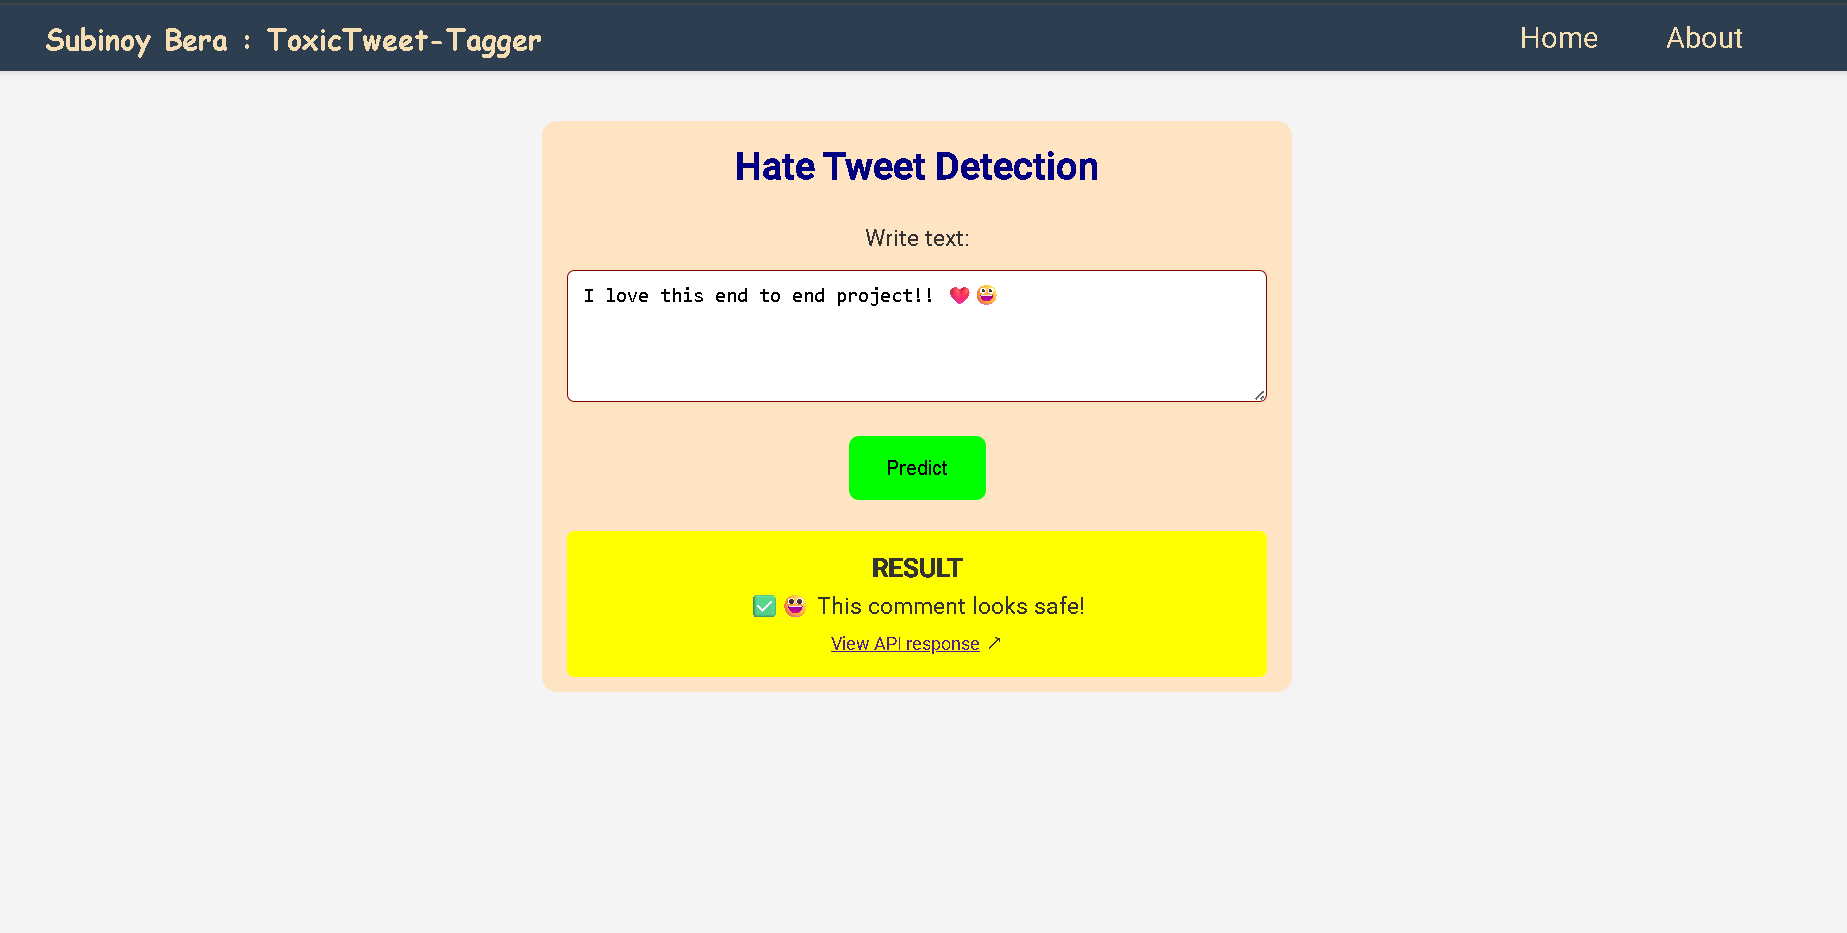 Subinoy Bera : ToxicTweet-Tagger
Home
About
Hate Tweet Detection
Write text:
I love this end to end project!! ❤️😄
Predict
RESULT
✅ 😀 This comment looks safe!
View API response ↗